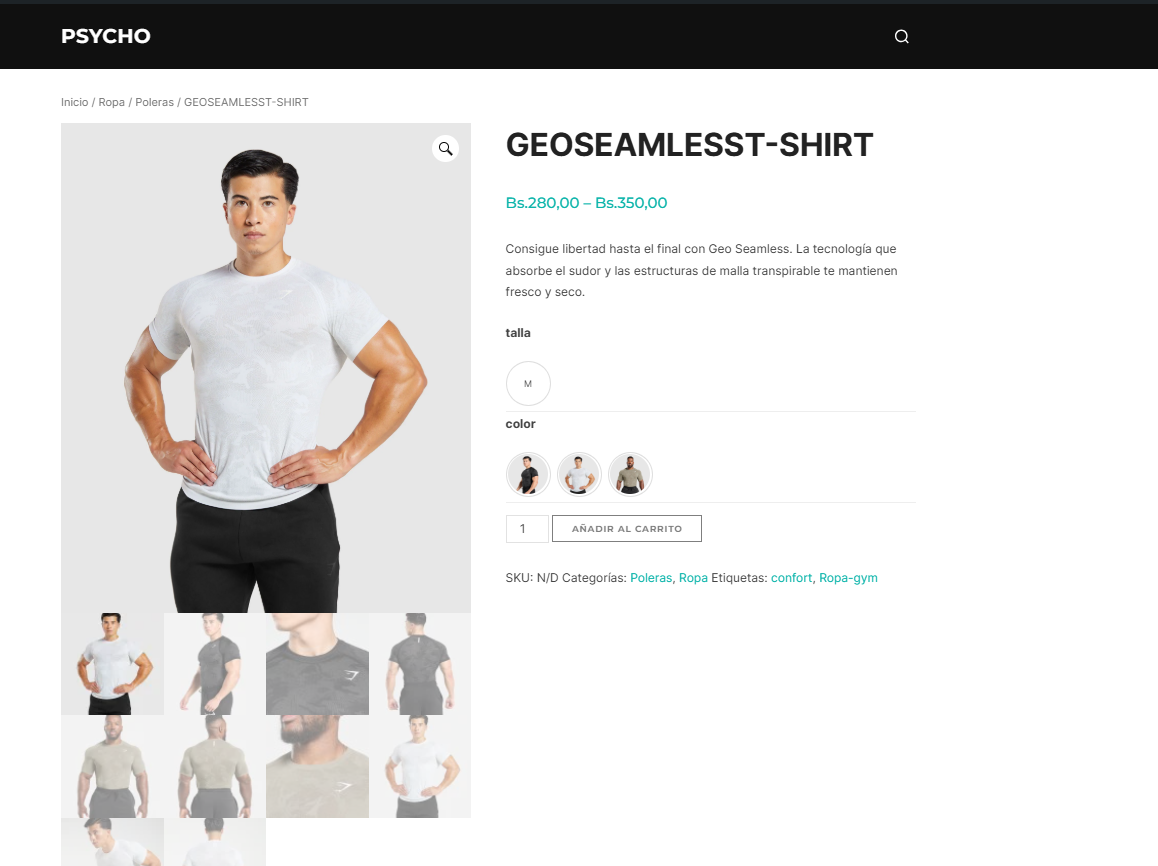 PSYCHO
Inicio / Ropa / Poleras / GEOSEAMLESST-SHIRT
GEOSEAMLESST-SHIRT
Bs.280,00 – Bs.350,00
Consigue libertad hasta el final con Geo Seamless. La tecnología que
absorbe el sudor y las estructuras de malla transpirable te mantienen
fresco y seco.
talla
M
color
1
AÑADIR AL CARRITO
SKU: N/D Categorías: Poleras, Ropa Etiquetas: confort, Ropa-gym